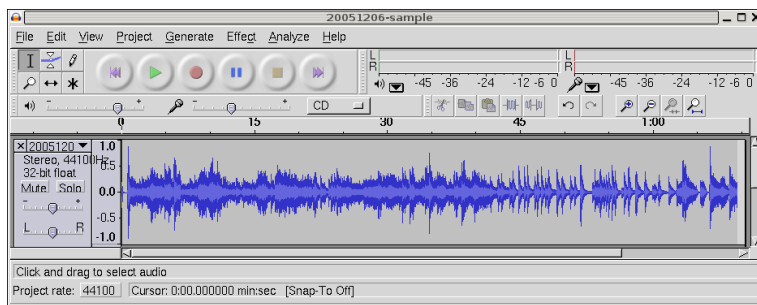 20051206-sample
File Edit View Project Generate Effect Analyze Help
L
R
-48 -36 -24 -12 -6 0
L
R
-48 -36 -24 -12 -6 0
- +
- +
CD
0 15 30 45 1:00
2005120
Stereo, 44100Hz
32-bit float
Mute Solo
- +
L R
1.0
0.5
0.0
-0.5
-1.0
Click and drag to select audio
Project rate: 44100 Cursor: 0:00.000000 min:sec [Snap-To Off]